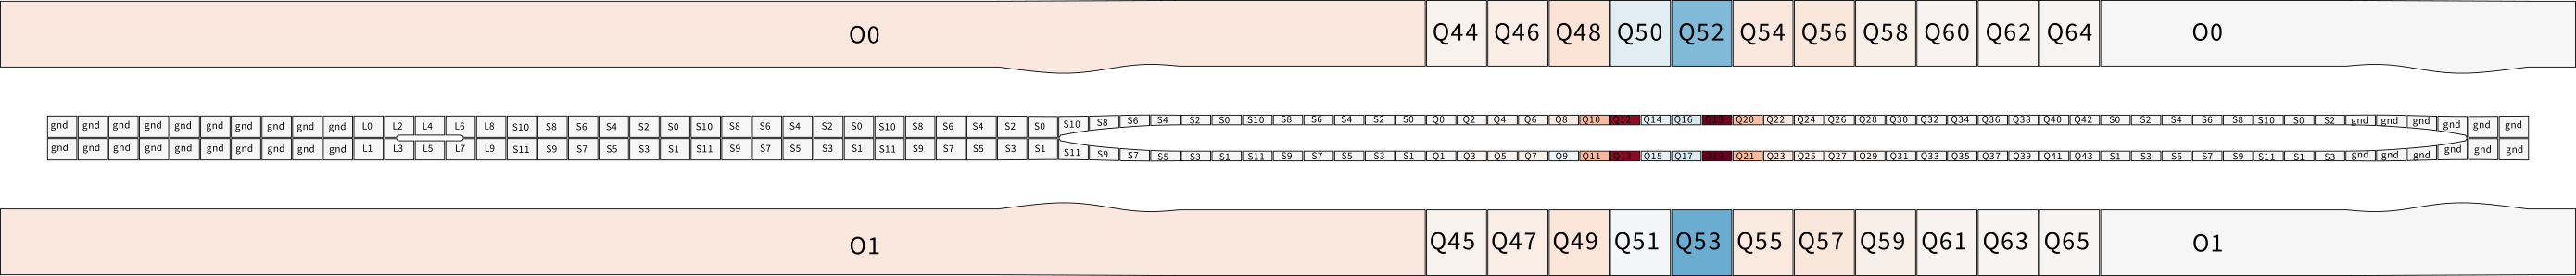 O0 Q44 Q46 Q48 Q50 Q52 Q54 Q56 Q58 Q60 Q62 Q64 O0
gnd gnd gnd gnd gnd gnd gnd gnd gnd gnd L0 L2 L4 L6 L8 S10 S8 S6 S4 S2 S0 S10 S8 S6 S4 S2 S0 S10 S8 S6 S4 S2 S0 S10 S8 S6 S4 S2 S0 S10 S8 S6 S4 S2 S0 Q0 Q2 Q4 Q6 Q8 Q10 Q12 Q14 Q16 Q18 Q20 Q22 Q24 Q26 Q28 Q30 Q32 Q34 Q36 Q38 Q40 Q42 S0 S2 S4 S6 S8 S10 S0 S2 gnd gnd gnd gnd gnd gnd
gnd gnd gnd gnd gnd gnd gnd gnd gnd gnd L1 L3 L5 L7 L9 S11 S9 S7 S5 S3 S1 S11 S9 S7 S5 S3 S1 S11 S9 S7 S5 S3 S1 S11 S9 S7 S5 S3 S1 S11 S9 S7 S5 S3 S1 Q1 Q3 Q5 Q7 Q9 Q11 Q13 Q15 Q17 Q19 Q21 Q23 Q25 Q27 Q29 Q31 Q33 Q35 Q37 Q39 Q41 Q43 S1 S3 S5 S7 S9 S11 S1 S3 gnd gnd gnd gnd gnd gnd
O1 Q45 Q47 Q49 Q51 Q53 Q55 Q57 Q59 Q61 Q63 Q65 O1